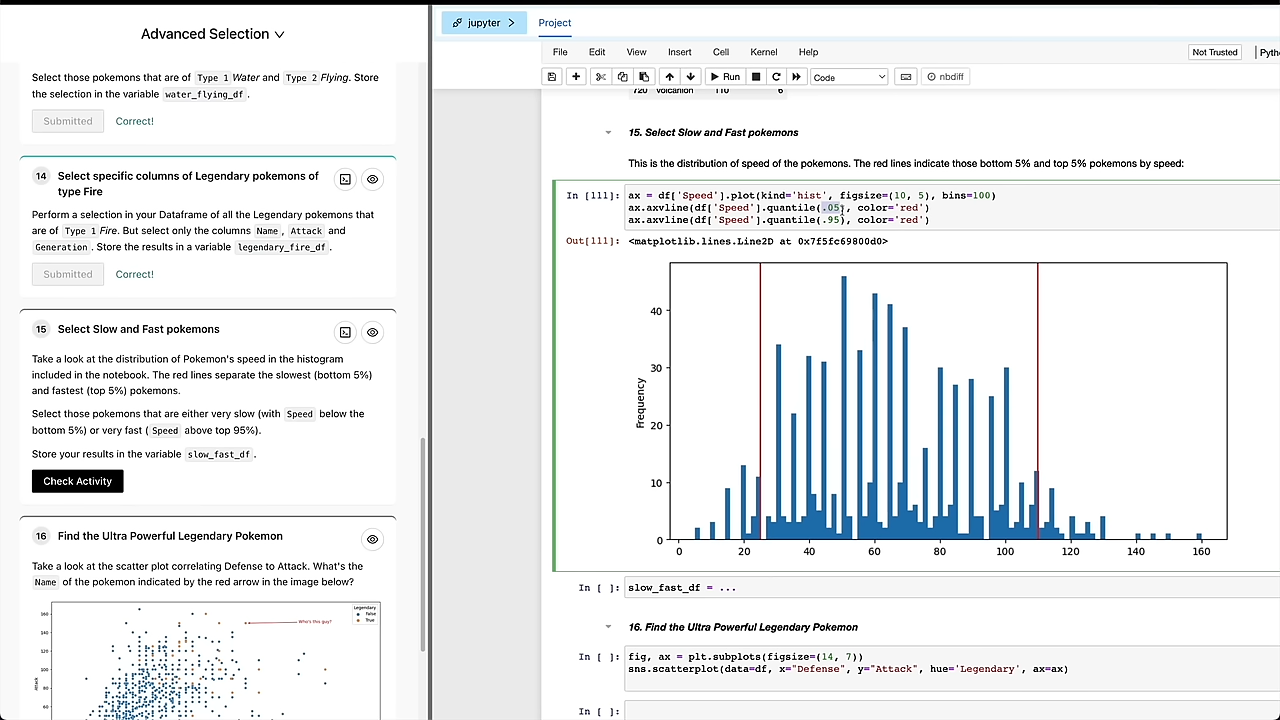 Advanced Selection
Select those pokemons that are of Type 1 Water and Type 2 Flying. Store
the selection in the variable water_flying_df.
Submitted Correct!
14 Select specific columns of Legendary pokemons of
type Fire
Perform a selection in your Dataframe of all the Legendary pokemons that
are of Type 1 Fire. But select only the columns Name, Attack and
Generation. Store the results in a variable legendary_fire_df.
Submitted Correct!
15 Select Slow and Fast pokemons
Take a look at the distribution of Pokemon's speed in the histogram
included in the notebook. The red lines separate the slowest (bottom 5%)
and fastest (top 5%) pokemons.
Select those pokemons that are either very slow (with Speed below the
bottom 5%) or very fast (Speed above top 95%).
Store your results in the variable slow_fast_df.
Check Activity
16 Find the Ultra Powerful Legendary Pokemon
Take a look at the scatter plot correlating Defense to Attack. What's the
Name of the pokemon indicated by the red arrow in the image below?
Legendary
False
True
Who's this guy?
160
140
120
100
80
60
Attack
jupyter Project
File Edit View Insert Cell Kernel Help
Not Trusted
Run Code nbdiff
720 Volcanion 110 6
15. Select Slow and Fast pokemons
This is the distribution of speed of the pokemons. The red lines indicate those bottom 5% and top 5% pokemons by speed:
In [111]: ax = df['Speed'].plot(kind='hist', figsize=(10, 5), bins=100)
ax.axvline(df['Speed'].quantile(.05), color='red')
ax.axvline(df['Speed'].quantile(.95), color='red')
Out[111]: <matplotlib.lines.Line2D at 0x7f5fc69800d0>
40
30
20
10
0
Frequency
0 20 40 60 80 100 120 140 160
In [ ]: slow_fast_df = ...
16. Find the Ultra Powerful Legendary Pokemon
In [ ]: fig, ax = plt.subplots(figsize=(14, 7))
sns.scatterplot(data=df, x="Defense", y="Attack", hue='Legendary', ax=ax)
In [ ]: